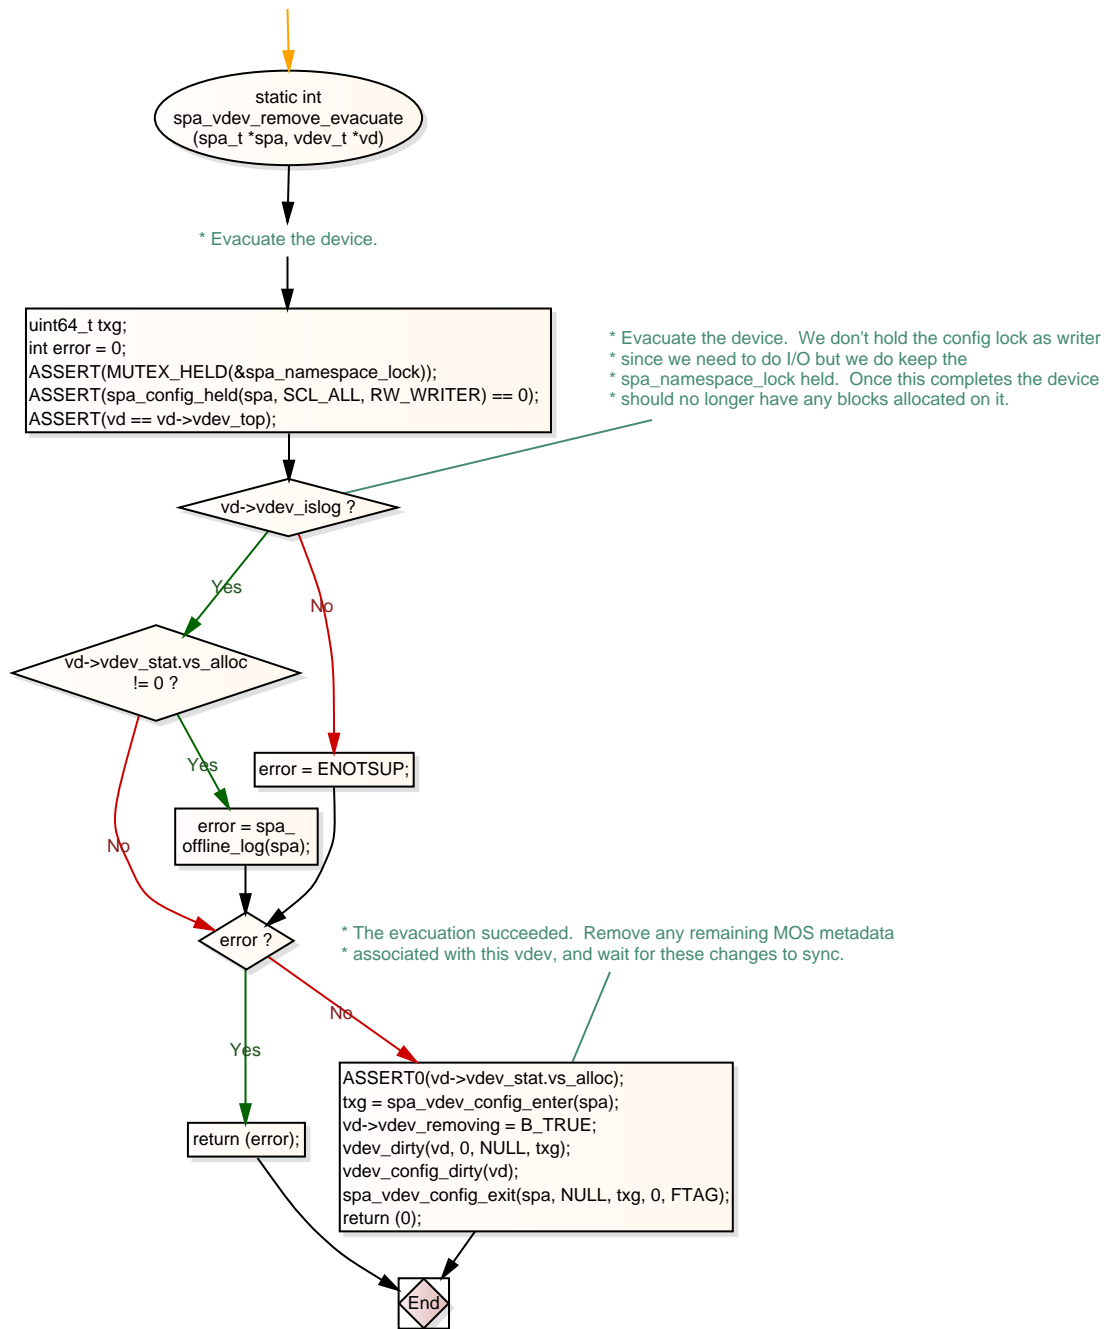 static int
spa_vdev_remove_evacuate
(spa_t *spa, vdev_t *vd)
* Evacuate the device.
uint64_t txg;
int error = 0;
ASSERT(MUTEX_HELD(&spa_namespace_lock));
ASSERT(spa_config_held(spa, SCL_ALL, RW_WRITER) == 0);
ASSERT(vd == vd->vdev_top);
* Evacuate the device.  We don't hold the config lock as writer
* since we need to do I/O but we do keep the
* spa_namespace_lock held.  Once this completes the device
* should no longer have any blocks allocated on it.
vd->vdev_islog ?
Yes
No
vd->vdev_stat.vs_alloc
!= 0 ?
Yes
error = ENOTSUP;
error = spa_
offline_log(spa);
No
error ?
* The evacuation succeeded.  Remove any remaining MOS metadata
* associated with this vdev, and wait for these changes to sync.
No
Yes
ASSERT0(vd->vdev_stat.vs_alloc);
txg = spa_vdev_config_enter(spa);
vd->vdev_removing = B_TRUE;
vdev_dirty(vd, 0, NULL, txg);
vdev_config_dirty(vd);
spa_vdev_config_exit(spa, NULL, txg, 0, FTAG);
return (0);
return (error);
End